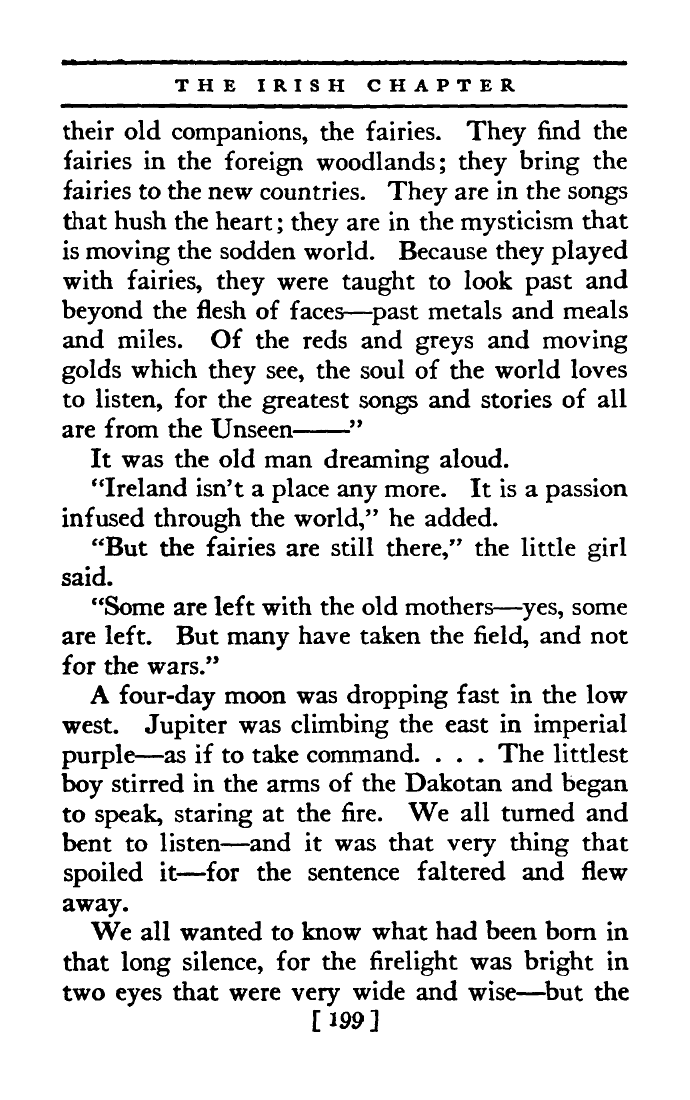 THE IRISH CHAPTER
their old companions, the fairies. They find the
fairies in the foreign woodlands; they bring the
fairies to the new countries. They are in the songs
that hush the heart; they are in the mysticism that
is moving the sodden world. Because they played
with fairies, they were taught to look past and
beyond the flesh of faces—past metals and meals
and miles. Of the reds and greys and moving
golds which they see, the soul of the world loves
to listen, for the greatest songs and stories of all
are from the Unseen——”
It was the old man dreaming aloud.
“Ireland isn’t a place any more. It is a passion
infused through the world,” he added.
“But the fairies are still there,” the little girl
said.
“Some are left with the old mothers—yes, some
are left. But many have taken the field, and not
for the wars.”
A four-day moon was dropping fast in the low
west. Jupiter was climbing the east in imperial
purple—as if to take command. . . . The littlest
boy stirred in the arms of the Dakotan and began
to speak, staring at the fire. We all turned and
bent to listen—and it was that very thing that
spoiled it—for the sentence faltered and flew
away.
We all wanted to know what had been born in
that long silence, for the firelight was bright in
two eyes that were very wide and wise—but the
[ 199 ]